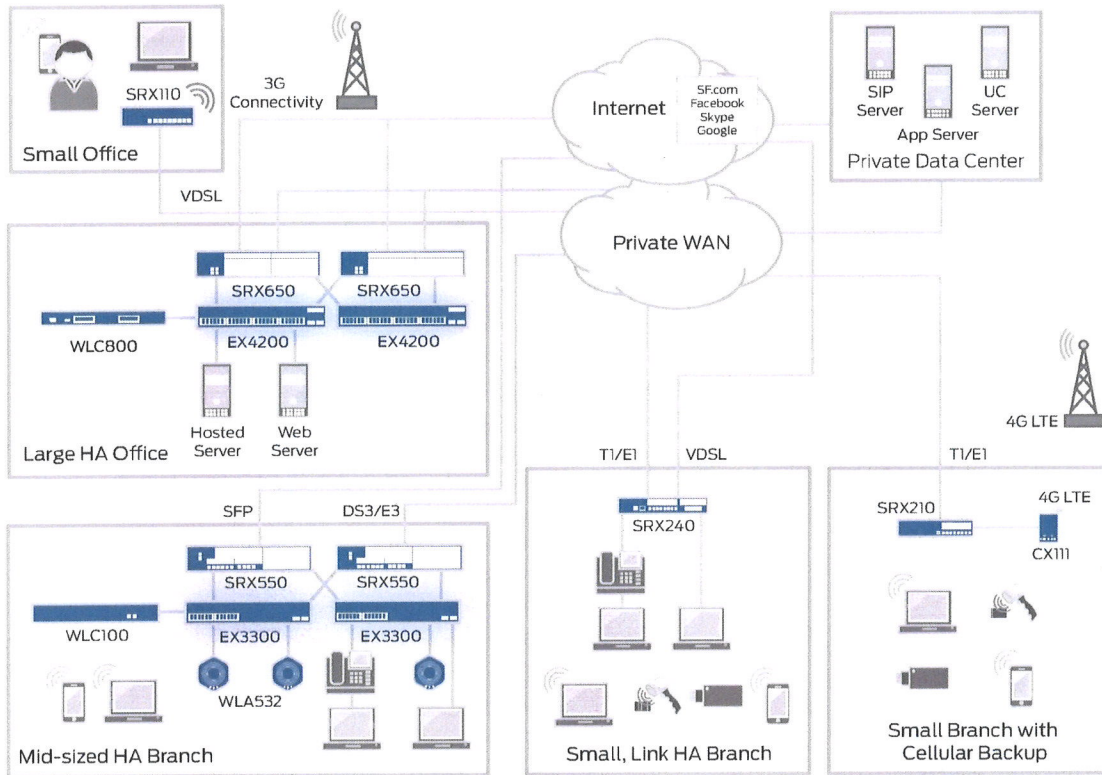 SRX110
Small Office
3G
Connectivity
Internet
SF.com
Facebook
Skype
Google
SIP
Server
App Server
UC
Server
Private Data Center
VDSL
Private WAN
SRX650
SRX650
WLC800
EX4200
EX4200
Hosted
Server
Web
Server
Large HA Office
4G LTE
SFP
DS3/E3
T1/E1
VDSL
T1/E1
SRX550
SRX550
WLC100
EX3300
EX3300
WLA532
Mid-sized HA Branch
SRX240
Small, Link HA Branch
SRX210
4G LTE
CX111
Small Branch with
Cellular Backup